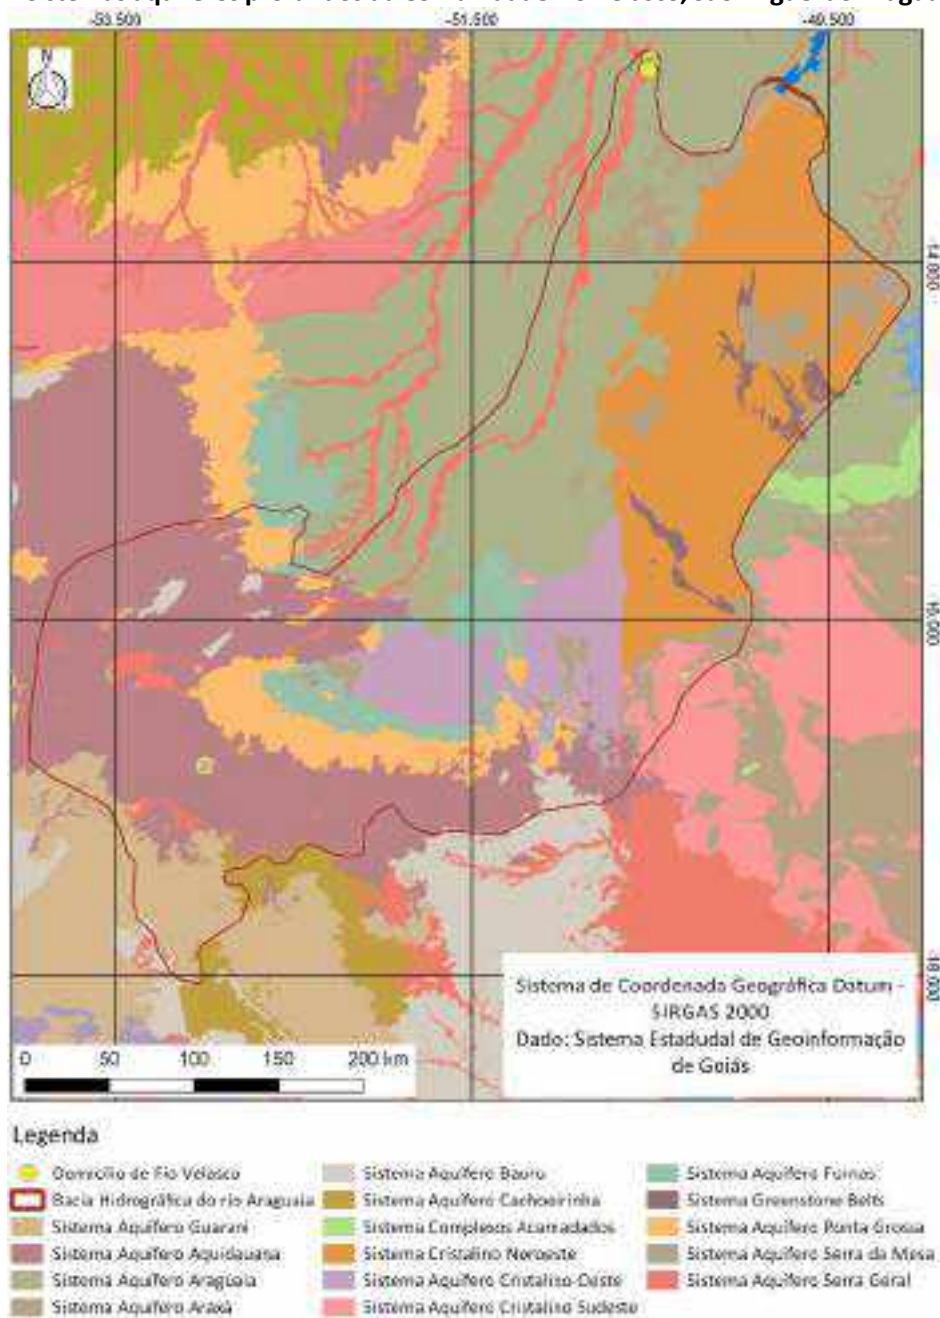 -53.500 -51.500 -49.500
N
-14.000
-16.000
-18.000
Sistema de Coordenada Geográfica Datum -
SIRGAS 2000
Dado: Sistema Estadudal de Geoinformação
de Goiás
0 50 100 150 200 km
Legenda
Domicílio de Fio Velasco
Bacia Hidrográfica do rio Araguaia
Sistema Aquífero Guarani
Sistema Aquífero Aquidauana
Sistema Aquífero Araguaia
Sistema Aquífero Araxá
Sistema Aquífero Bauru
Sistema Aquífero Cachoeirinha
Sistema Complexos Acamadados
Sistema Cristalino Noroeste
Sistema Aquífero Cristalino Oeste
Sistema Aquífero Cristalino Sudeste
Sistema Aquífero Furnas
Sistema Greenstone Belts
Sistema Aquífero Ponta Grossa
Sistema Aquífero Serra da Mesa
Sistema Aquífero Serra Geral